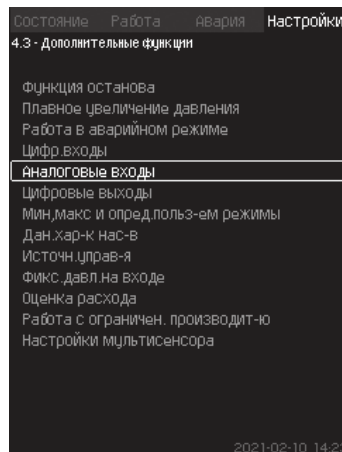 Состояние Работа Авария Настройки
4.3 - Дополнительные функции
Функция останова
Плавное увеличение давления
Работа в аварийном режиме
Цифр.входы
Аналоговые входы
Цифровые выходы
Мин,макс и опред.польз-ем режимы
Дан.хар-к нас-в
Источн.управ-я
Фикс.давл.на входе
Оценка расхода
Работа с ограничен. производит-ю
Настройки мультисенсора
2021-02-10 14:2